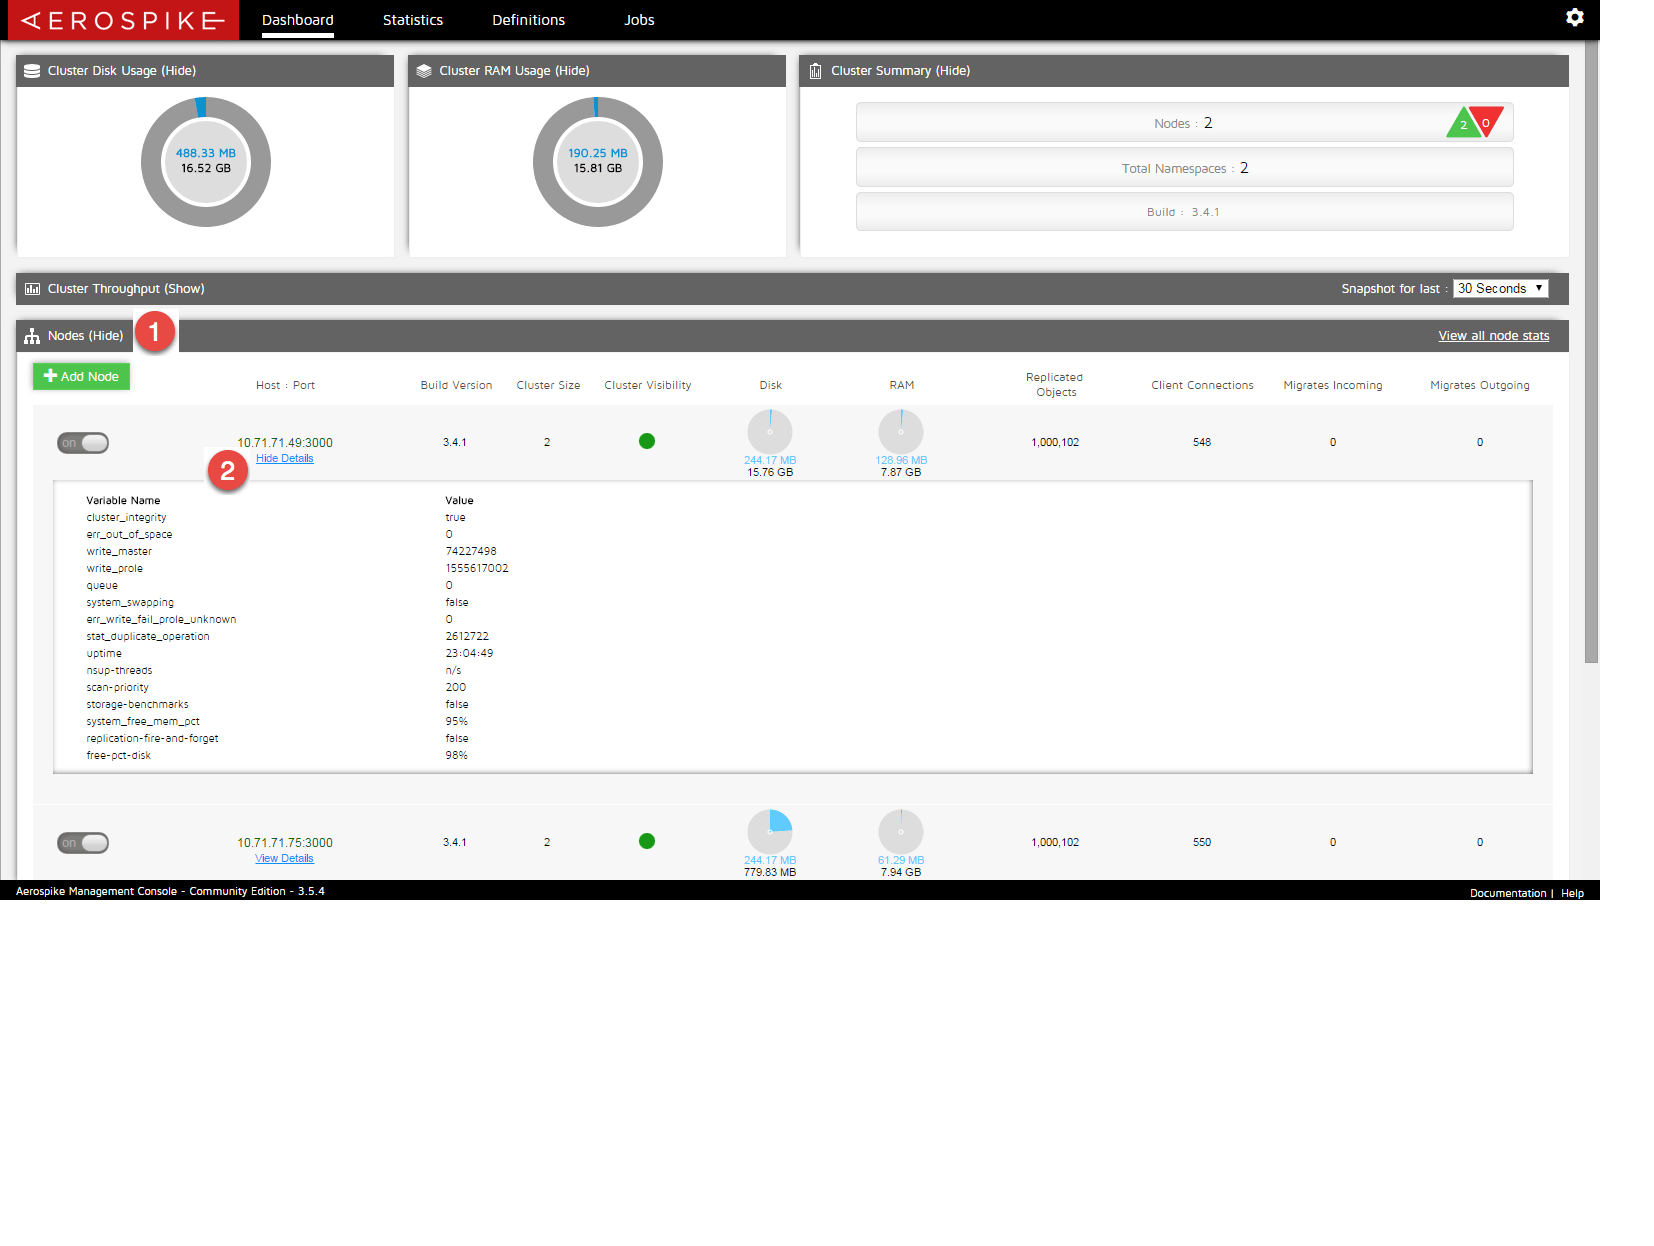 AEROSPIKE Dashboard Statistics Definitions Jobs
Cluster Disk Usage (Hide) Cluster RAM Usage (Hide) Cluster Summary (Hide)
488.33 MB
16.52 GB
190.25 MB
15.81 GB
Nodes : 2 2 0
Total Namespaces : 2
Build : 3.4.1
Cluster Throughput (Show) Snapshot for last : 30 Seconds
Nodes (Hide) 1 View all node stats
Add Node
Host : Port Build Version Cluster Size Cluster Visibility Disk RAM Replicated Objects Client Connections Migrates Incoming Migrates Outgoing
on 10.71.71.49:3000 3.4.1 2 1,000,102 548 0 0
Hide Details 244.17 MB 128.96 MB
2 15.76 GB 7.87 GB
Variable Name Value
cluster_integrity true
err_out_of_space 0
write_master 74227498
write_prole 1555617002
queue 0
system_swapping false
err_write_fail_prole_unknown 0
stat_duplicate_operation 2612722
uptime 23:04:49
nsup-threads n/s
scan-priority 200
storage-benchmarks false
system_free_mem_pct 95%
replication-fire-and-forget false
free-pct-disk 98%
on 10.71.71.75:3000 3.4.1 2 1,000,102 550 0 0
View Details 244.17 MB 61.29 MB
779.83 MB 7.94 GB
Aerospike Management Console - Community Edition - 3.5.4 Documentation | Help